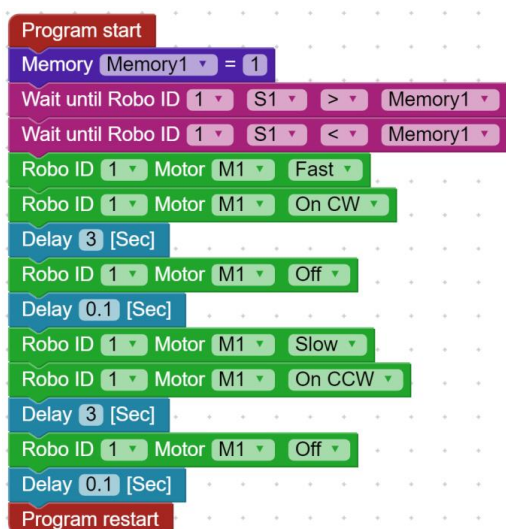 Program start
Memory Memory1 = 1
Wait until Robo ID 1 S1 > Memory1
Wait until Robo ID 1 S1 < Memory1
Robo ID 1 Motor M1 Fast
Robo ID 1 Motor M1 On CW
Delay 3 [Sec]
Robo ID 1 Motor M1 Off
Delay 0.1 [Sec]
Robo ID 1 Motor M1 Slow
Robo ID 1 Motor M1 On CCW
Delay 3 [Sec]
Robo ID 1 Motor M1 Off
Delay 0.1 [Sec]
Program restart